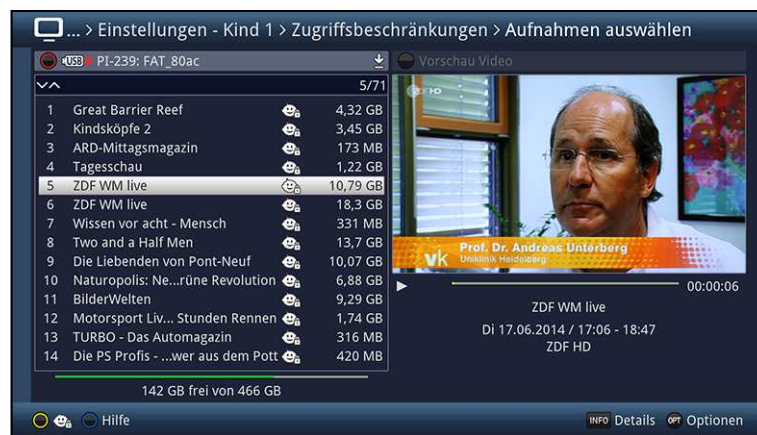 ... > Einstellungen - Kind 1 > Zugriffsbeschränkungen > Aufnahmen auswählen
USB PI-239: FAT_80ac
Vorschau Video
5/71
1 Great Barrier Reef 4,32 GB
2 Kindsköpfe 2 3,45 GB
3 ARD-Mittagsmagazin 173 MB
4 Tagesschau 1,22 GB
5 ZDF WM live 10,79 GB
6 ZDF WM live 18,3 GB
7 Wissen vor acht - Mensch 331 MB
8 Two and a Half Men 13,7 GB
9 Die Liebenden von Pont-Neuf 10,07 GB
10 Naturopolis: Ne...rüne Revolution 6,88 GB
11 BilderWelten 9,29 GB
12 Motorsport Liv... Stunden Rennen 1,74 GB
13 TURBO - Das Automagazin 316 MB
14 Die PS Profis - ...wer aus dem Pott 420 MB
142 GB frei von 466 GB
ZDF HD
vk
Prof. Dr. Andreas Unterberg
Uniklinik Heidelberg
00:00:06
ZDF WM live
Di 17.06.2014 / 17:06 - 18:47
ZDF HD
Hilfe
INFO Details
OPT Optionen